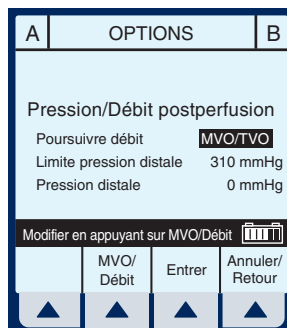 A OPTIONS B
Pression/Débit postperfusion
Poursuivre débit MVO/TVO
Limite pression distale 310 mmHg
Pression distale 0 mmHg
Modifier en appuyant sur MVO/Débit
MVO/
Débit
Entrer
Annuler/
Retour